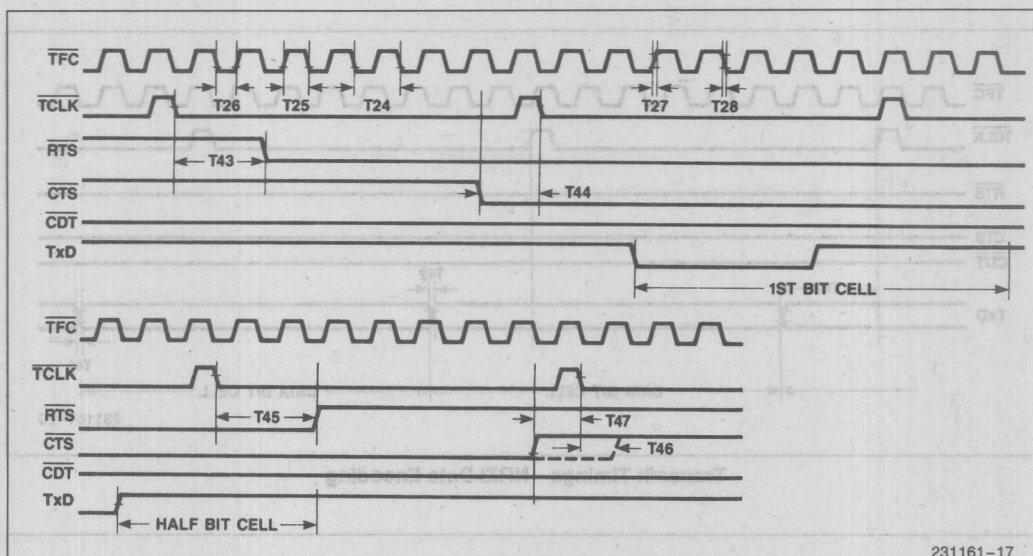 TFC
T26 T25 T24 T27 T28
TCLK
RTS
T43
CTS
T44
CDT
TxD
1ST BIT CELL
TFC
TCLK
RTS
T45 T47
CTS
T46
CDT
TxD
HALF BIT CELL
231161-17